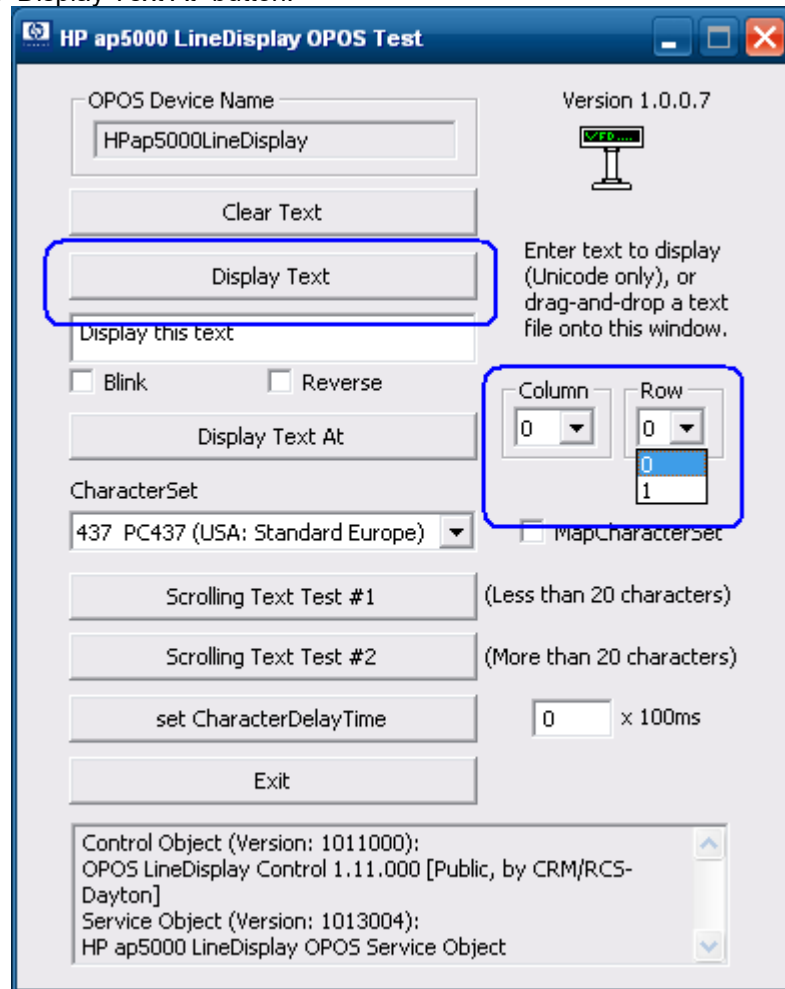 Display Text At" button.
HP ap5000 LineDisplay OPOS Test
OPOS Device Name
HPap5000LineDisplay
Version 1.0.0.7
Clear Text
Display Text
Enter text to display
(Unicode only), or
drag-and-drop a text
file onto this window.
Display this text
Blink
Reverse
Column
Row
0
0
0
1
Display Text At
CharacterSet
437 PC437 (USA: Standard Europe)
MapCharacterSet
Scrolling Text Test #1
(Less than 20 characters)
Scrolling Text Test #2
(More than 20 characters)
set CharacterDelayTime
0
x 100ms
Exit
Control Object (Version: 1011000):
OPOS LineDisplay Control 1.11.000 [Public, by CRM/RCS-
Dayton]
Service Object (Version: 1013004):
HP ap5000 LineDisplay OPOS Service Object